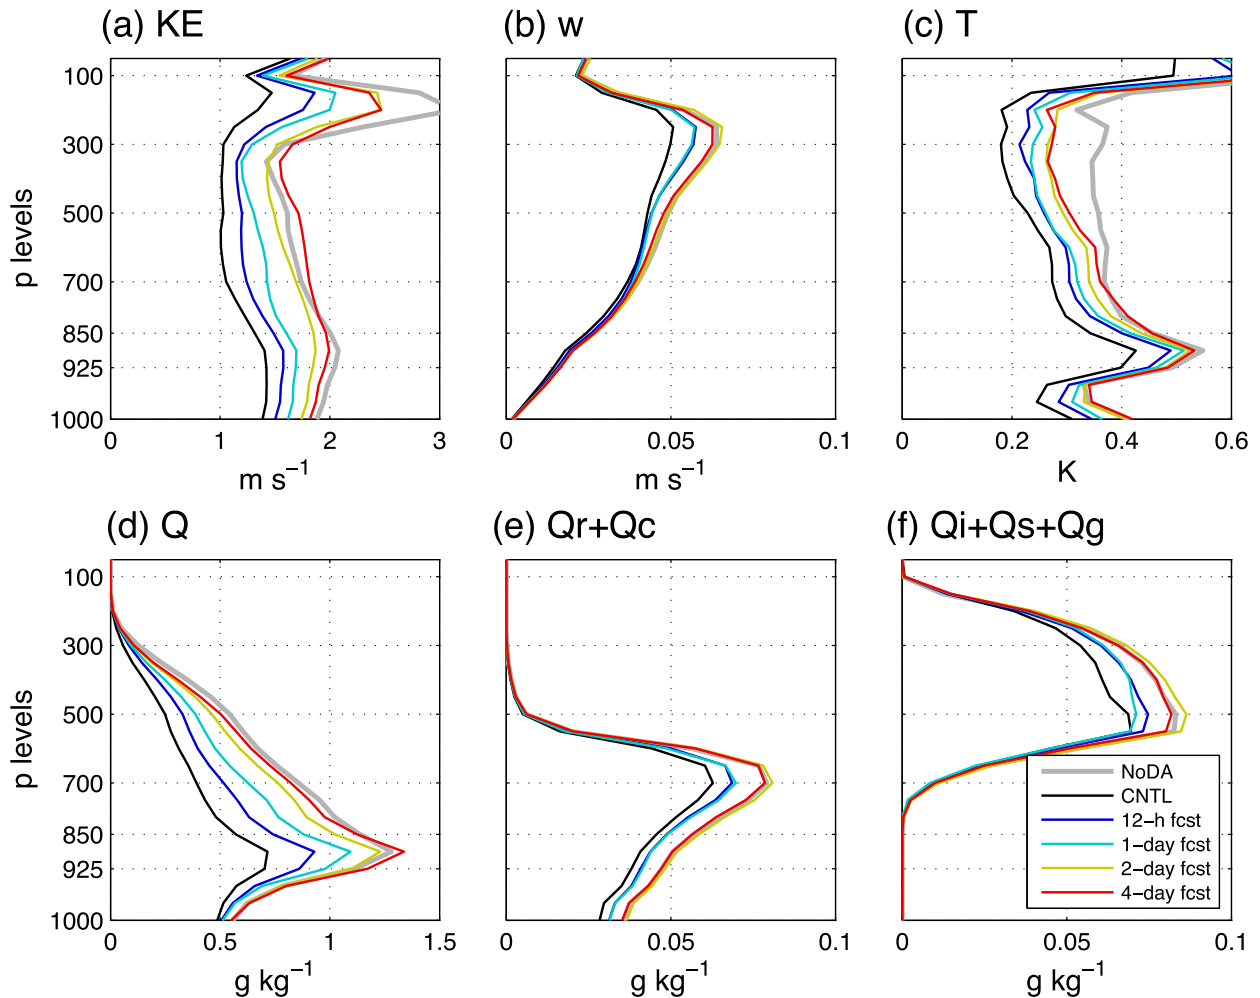 (a) KE
(b) w
(c) T
p levels
100
300
500
700
850
925
1000
0
1
2
3
m s−1
0
0.05
0.1
m s−1
0
0.2
0.4
0.6
K
(d) Q
(e) Qr+Qc
(f) Qi+Qs+Qg
p levels
100
300
500
700
850
925
1000
0
0.5
1
1.5
g kg−1
0
0.05
0.1
g kg−1
NoDA
CNTL
12−h fcst
1−day fcst
2−day fcst
4−day fcst
0
0.05
0.1
g kg−1